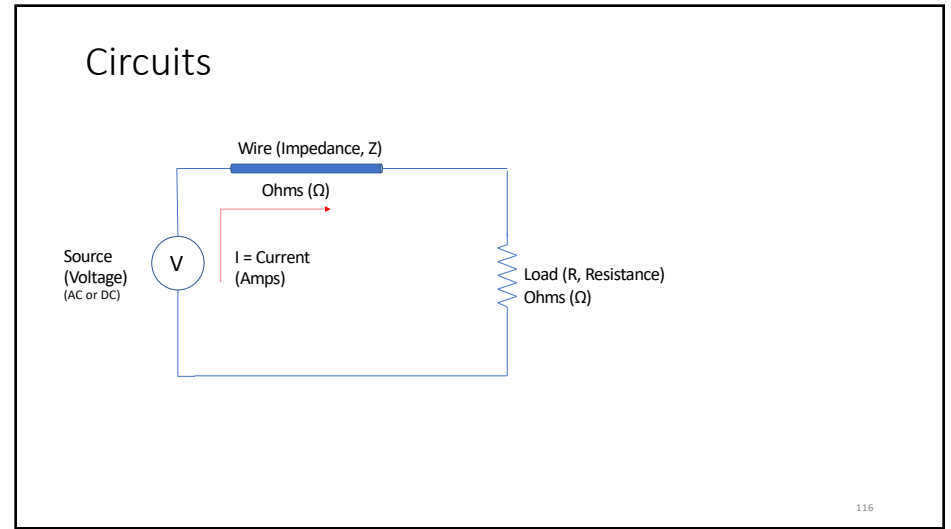 Circuits
Wire (Impedance, Z)
Ohms (Ω)
Source
(Voltage)
(AC or DC)
V
I = Current
(Amps)
Load (R, Resistance)
Ohms (Ω)
116